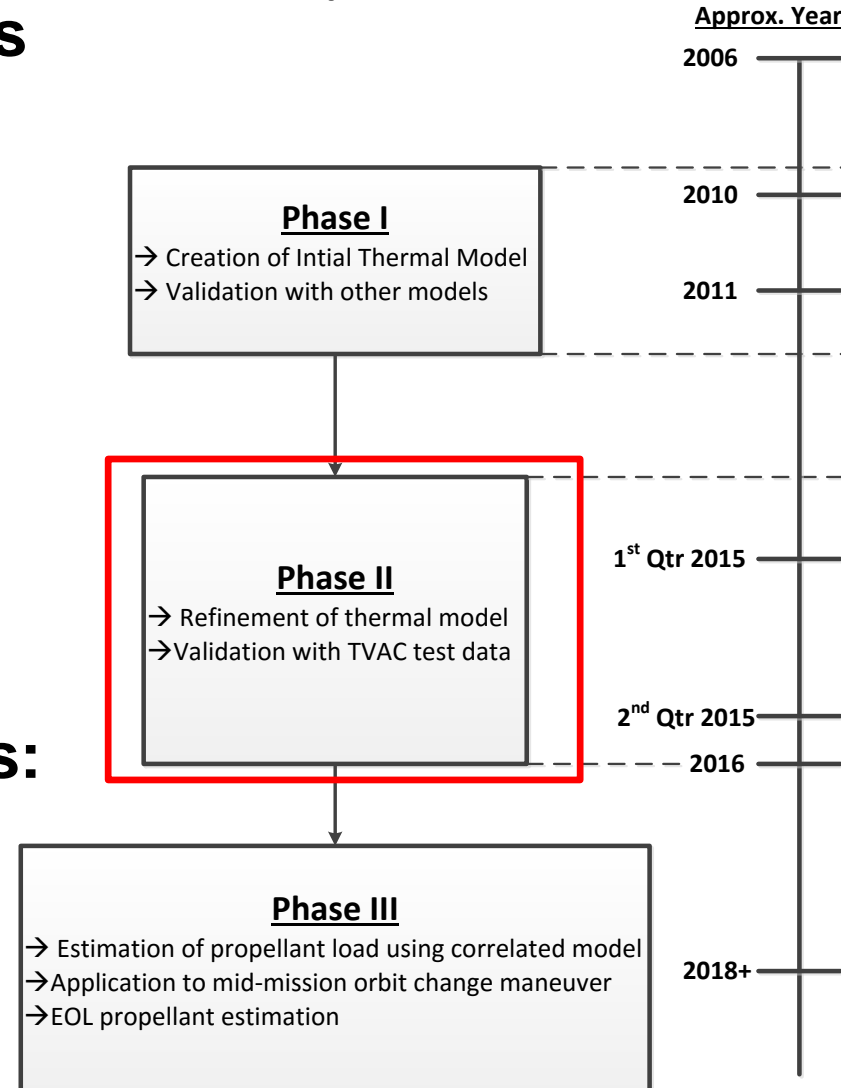 s
Approx. Year
2006
Phase I
→ Creation of Intial Thermal Model
→ Validation with other models
2010
2011
Phase II
→ Refinement of thermal model
→Validation with TVAC test data
1st Qtr 2015
2nd Qtr 2015
s:
2016
Phase III
→ Estimation of propellant load using correlated model
→Application to mid-mission orbit change maneuver
→EOL propellant estimation
2018+